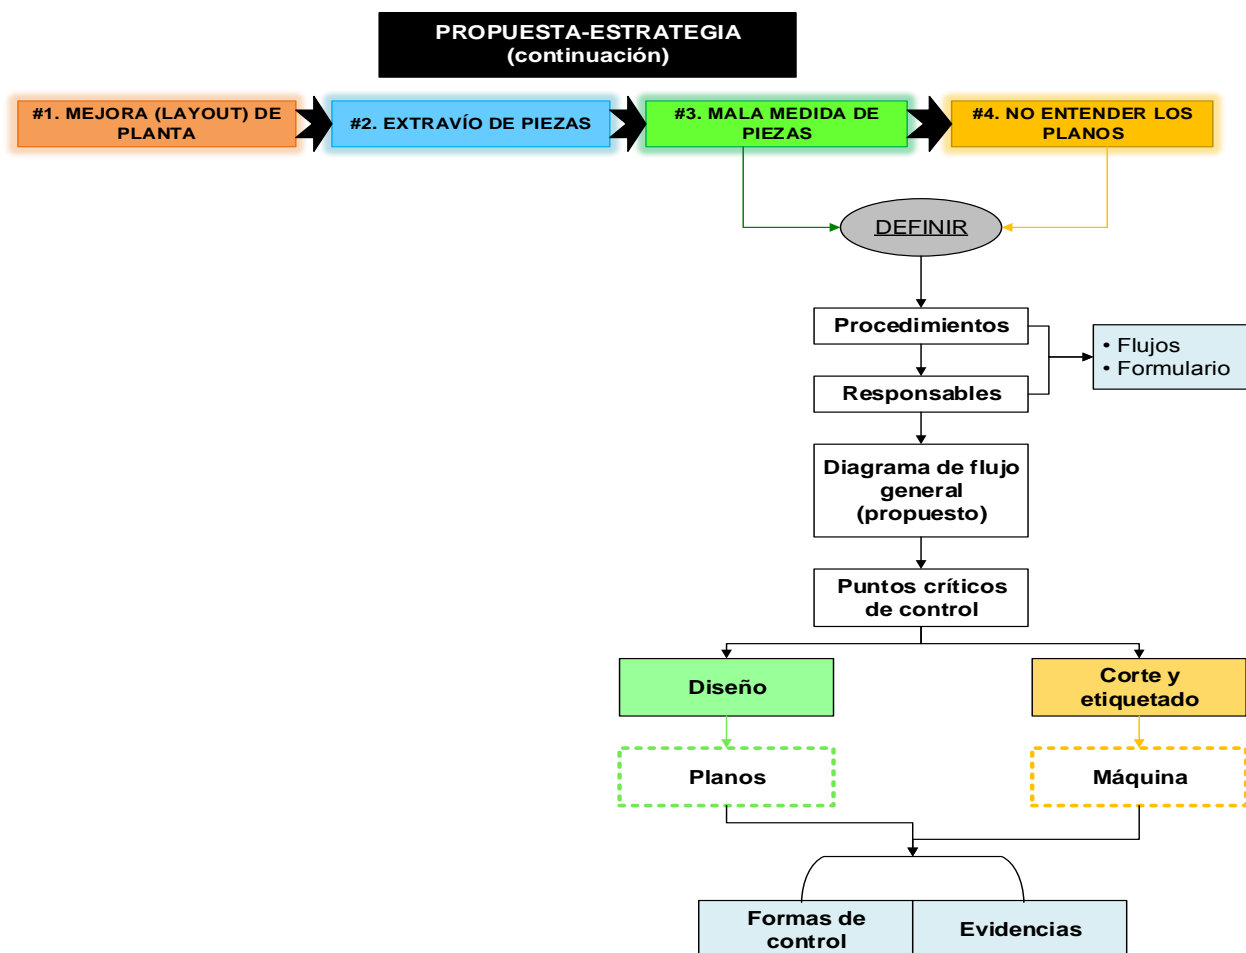 PROPUESTA-ESTRATEGIA
(continuación)
#1. MEJORA (LAYOUT) DE
PLANTA
#2. EXTRAVÍO DE PIEZAS
#3. MALA MEDIDA DE
PIEZAS
#4. NO ENTENDER LOS
PLANOS
DEFINIR
Procedimientos
• Flujos
• Formulario
Responsables
Diagrama de flujo
general
(propuesto)
Puntos críticos
de control
Diseño
Corte y
etiquetado
Planos
Máquina
Formas de
control
Evidencias